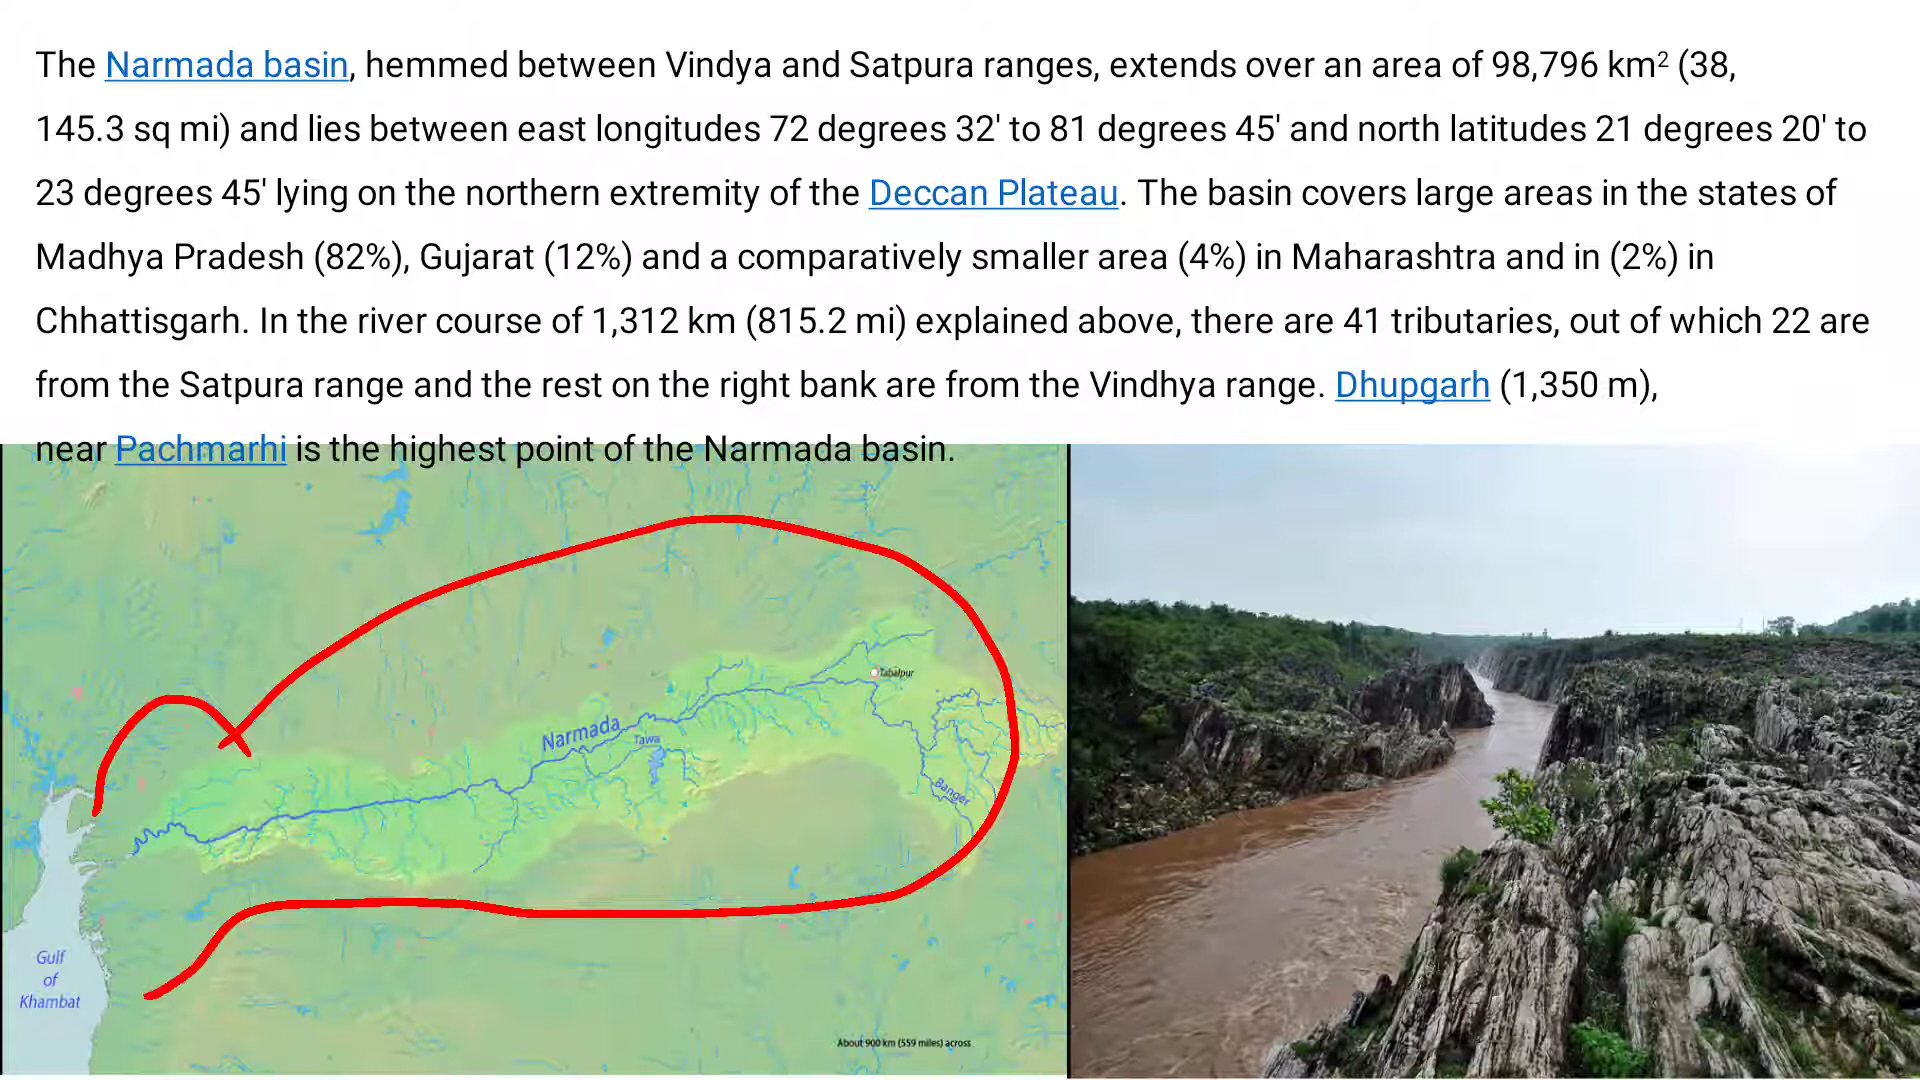 The Narmada basin, hemmed between Vindya and Satpura ranges, extends over an area of 98,796 km² (38,
145.3 sq mi) and lies between east longitudes 72 degrees 32' to 81 degrees 45' and north latitudes 21 degrees 20' to
23 degrees 45' lying on the northern extremity of the Deccan Plateau. The basin covers large areas in the states of
Madhya Pradesh (82%), Gujarat (12%) and a comparatively smaller area (4%) in Maharashtra and in (2%) in
Chhattisgarh. In the river course of 1,312 km (815.2 mi) explained above, there are 41 tributaries, out of which 22 are
from the Satpura range and the rest on the right bank are from the Vindhya range. Dhupgarh (1,350 m),
near Pachmarhi is the highest point of the Narmada basin.
Tabalpur
Narmada
Tawa
Banger
Gulf
of
Khambat
About 900 km (559 miles) across